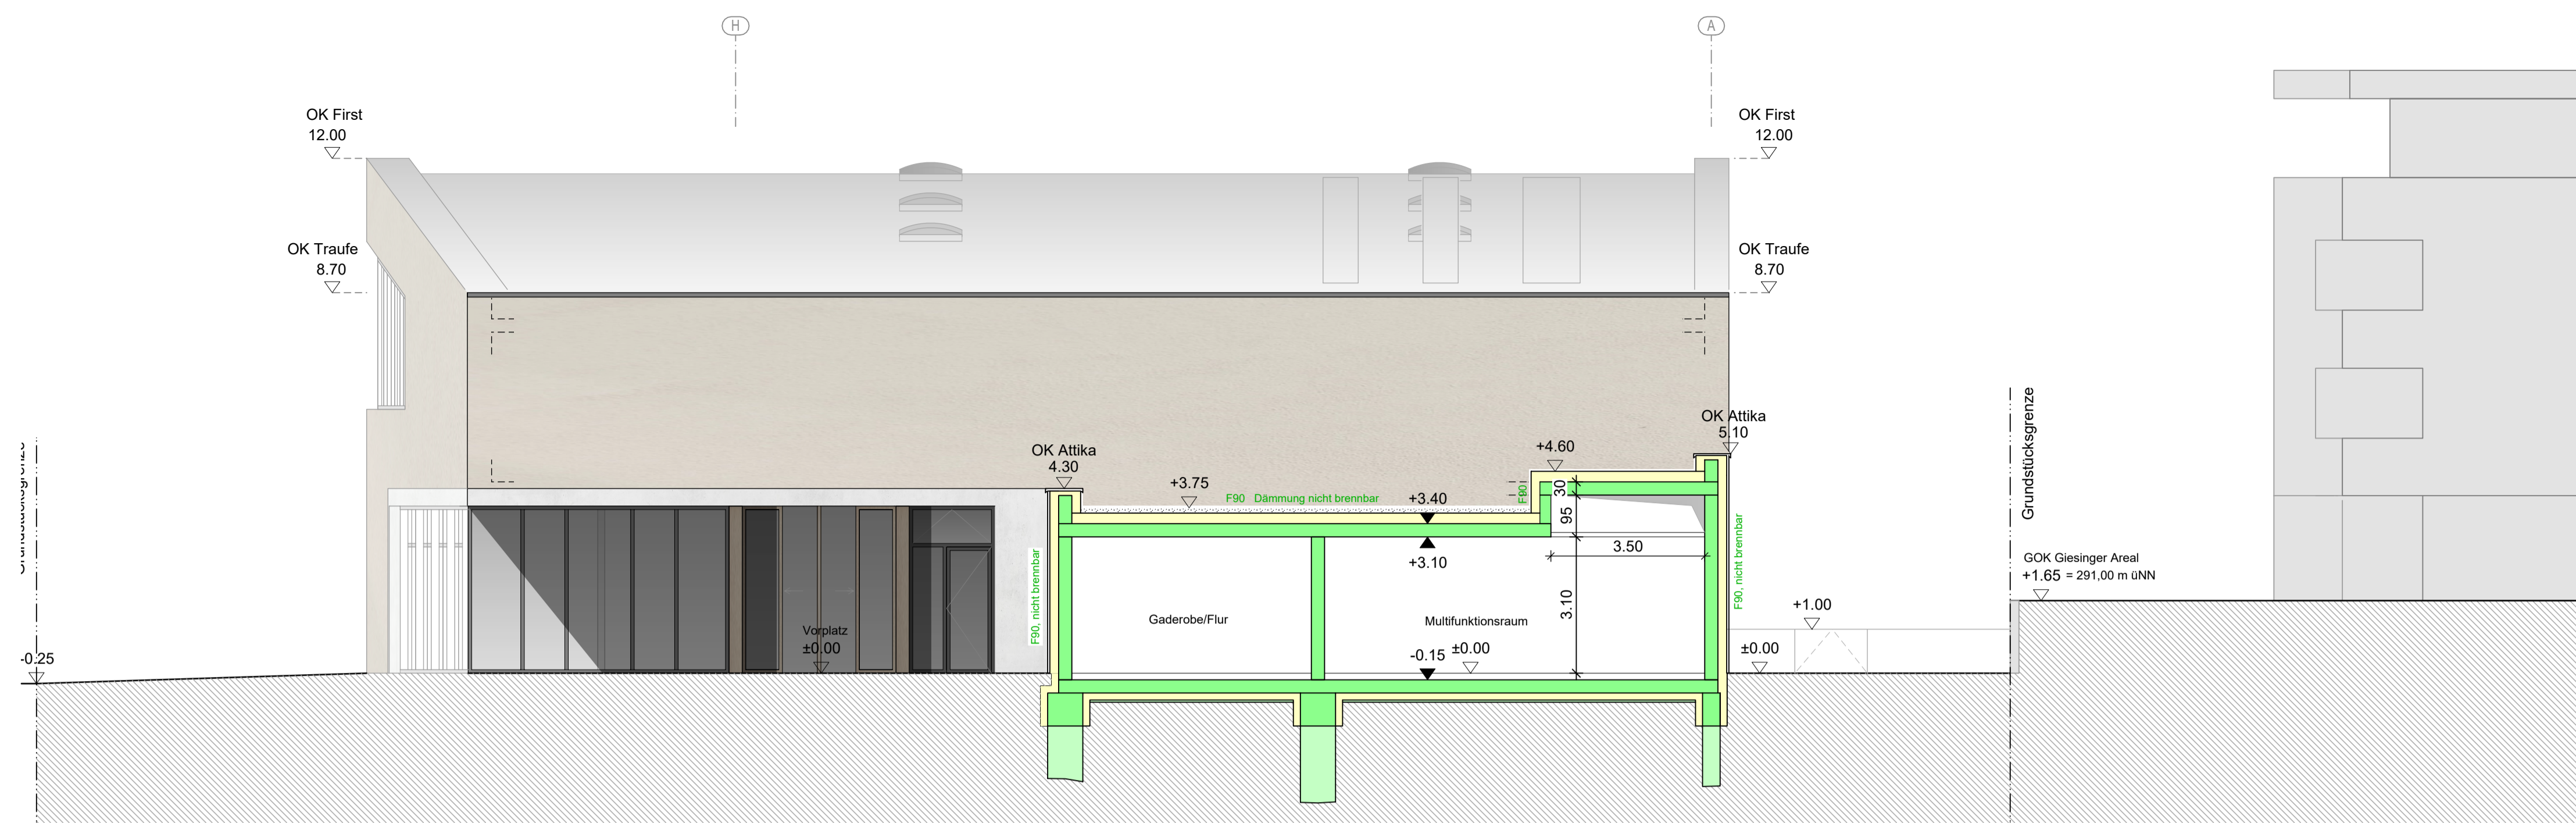 H
A
OK First
12.00
OK First
12.00
OK Traufe
8.70
OK Traufe
8.70
OK Attika
5.10
OK Attika
4.30
+4.60
+3.75
F90 Dämmung nicht brennbar
+3.40
F90
30
95
3.50
+3.10
3.10
Grundstücksgrenze
Grundstücksgrenze
F90, nicht brennbar
F90, nicht brennbar
GOK Giesinger Areal
+1.65 = 291,00 m üNN
+1.00
Gaderobe/Flur
Multifunktionsraum
Vorplatz
±0.00
-0.15
±0.00
±0.00
-0.25